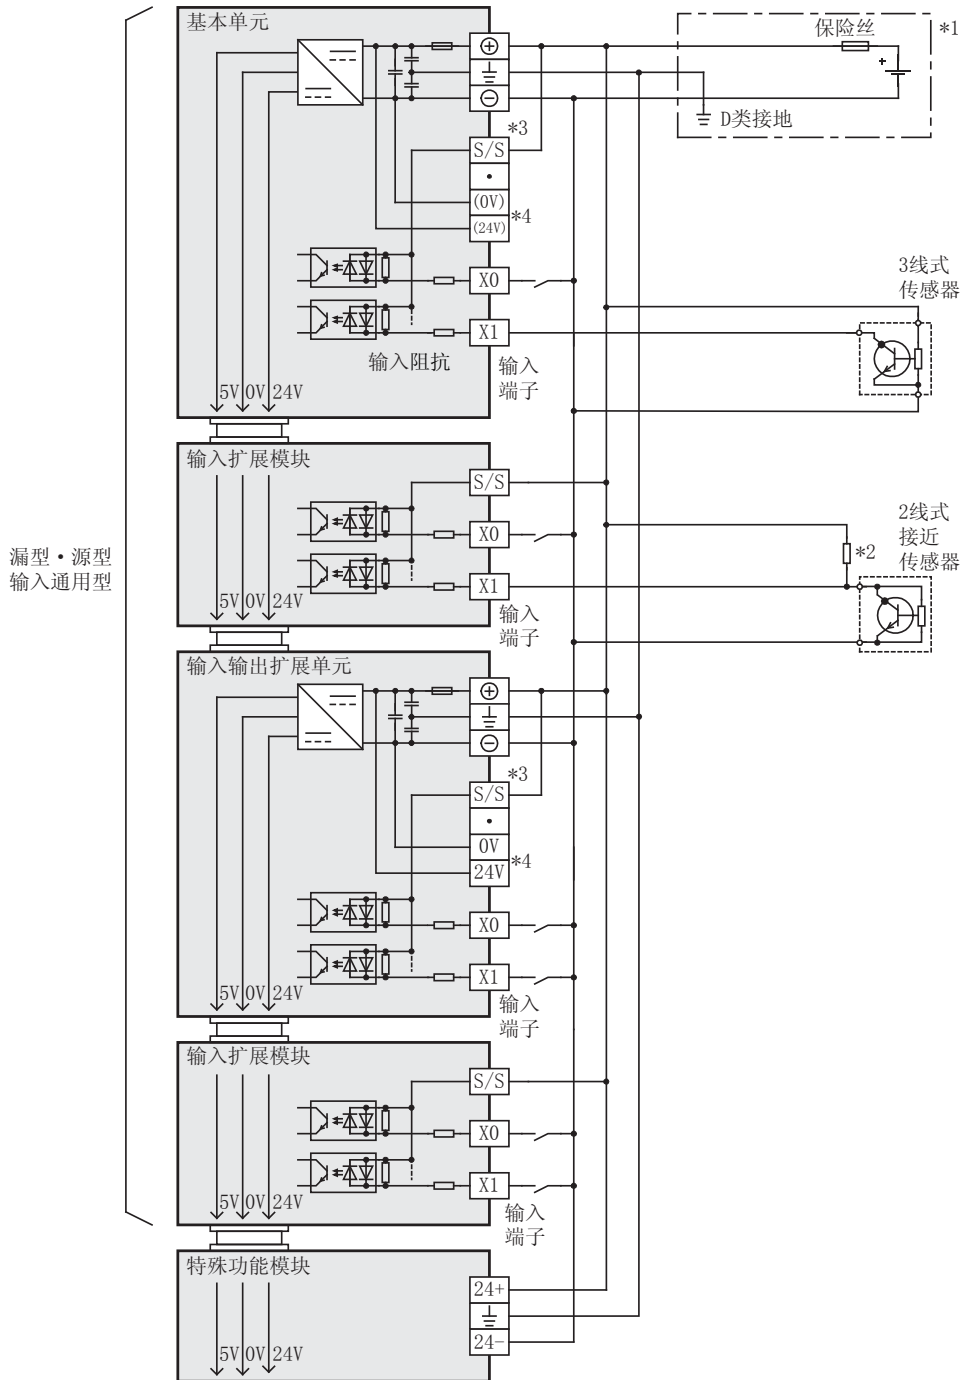 基本单元
保险丝
*1
D类接地
*3
S/S
•
(0V)
*4
(24V)
X0
X1
输入阻抗
输入
端子
5V 0V 24V
3线式
传感器
输入扩展模块
S/S
X0
X1
输入
端子
5V 0V 24V
2线式
接近
传感器
*2
漏型・源型
输入通用型
输入输出扩展单元
*3
S/S
•
0V
*4
24V
X0
X1
输入
端子
5V 0V 24V
输入扩展模块
S/S
X0
X1
输入
端子
5V 0V 24V
特殊功能模块
24+
24-
5V 0V 24V